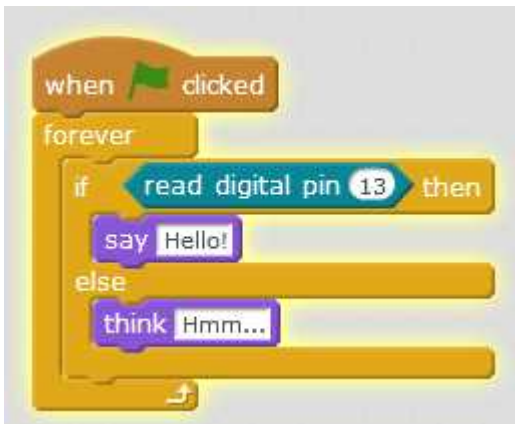 when clicked
forever
if read digital pin 13 then
say Hello!
else
think Hmm...